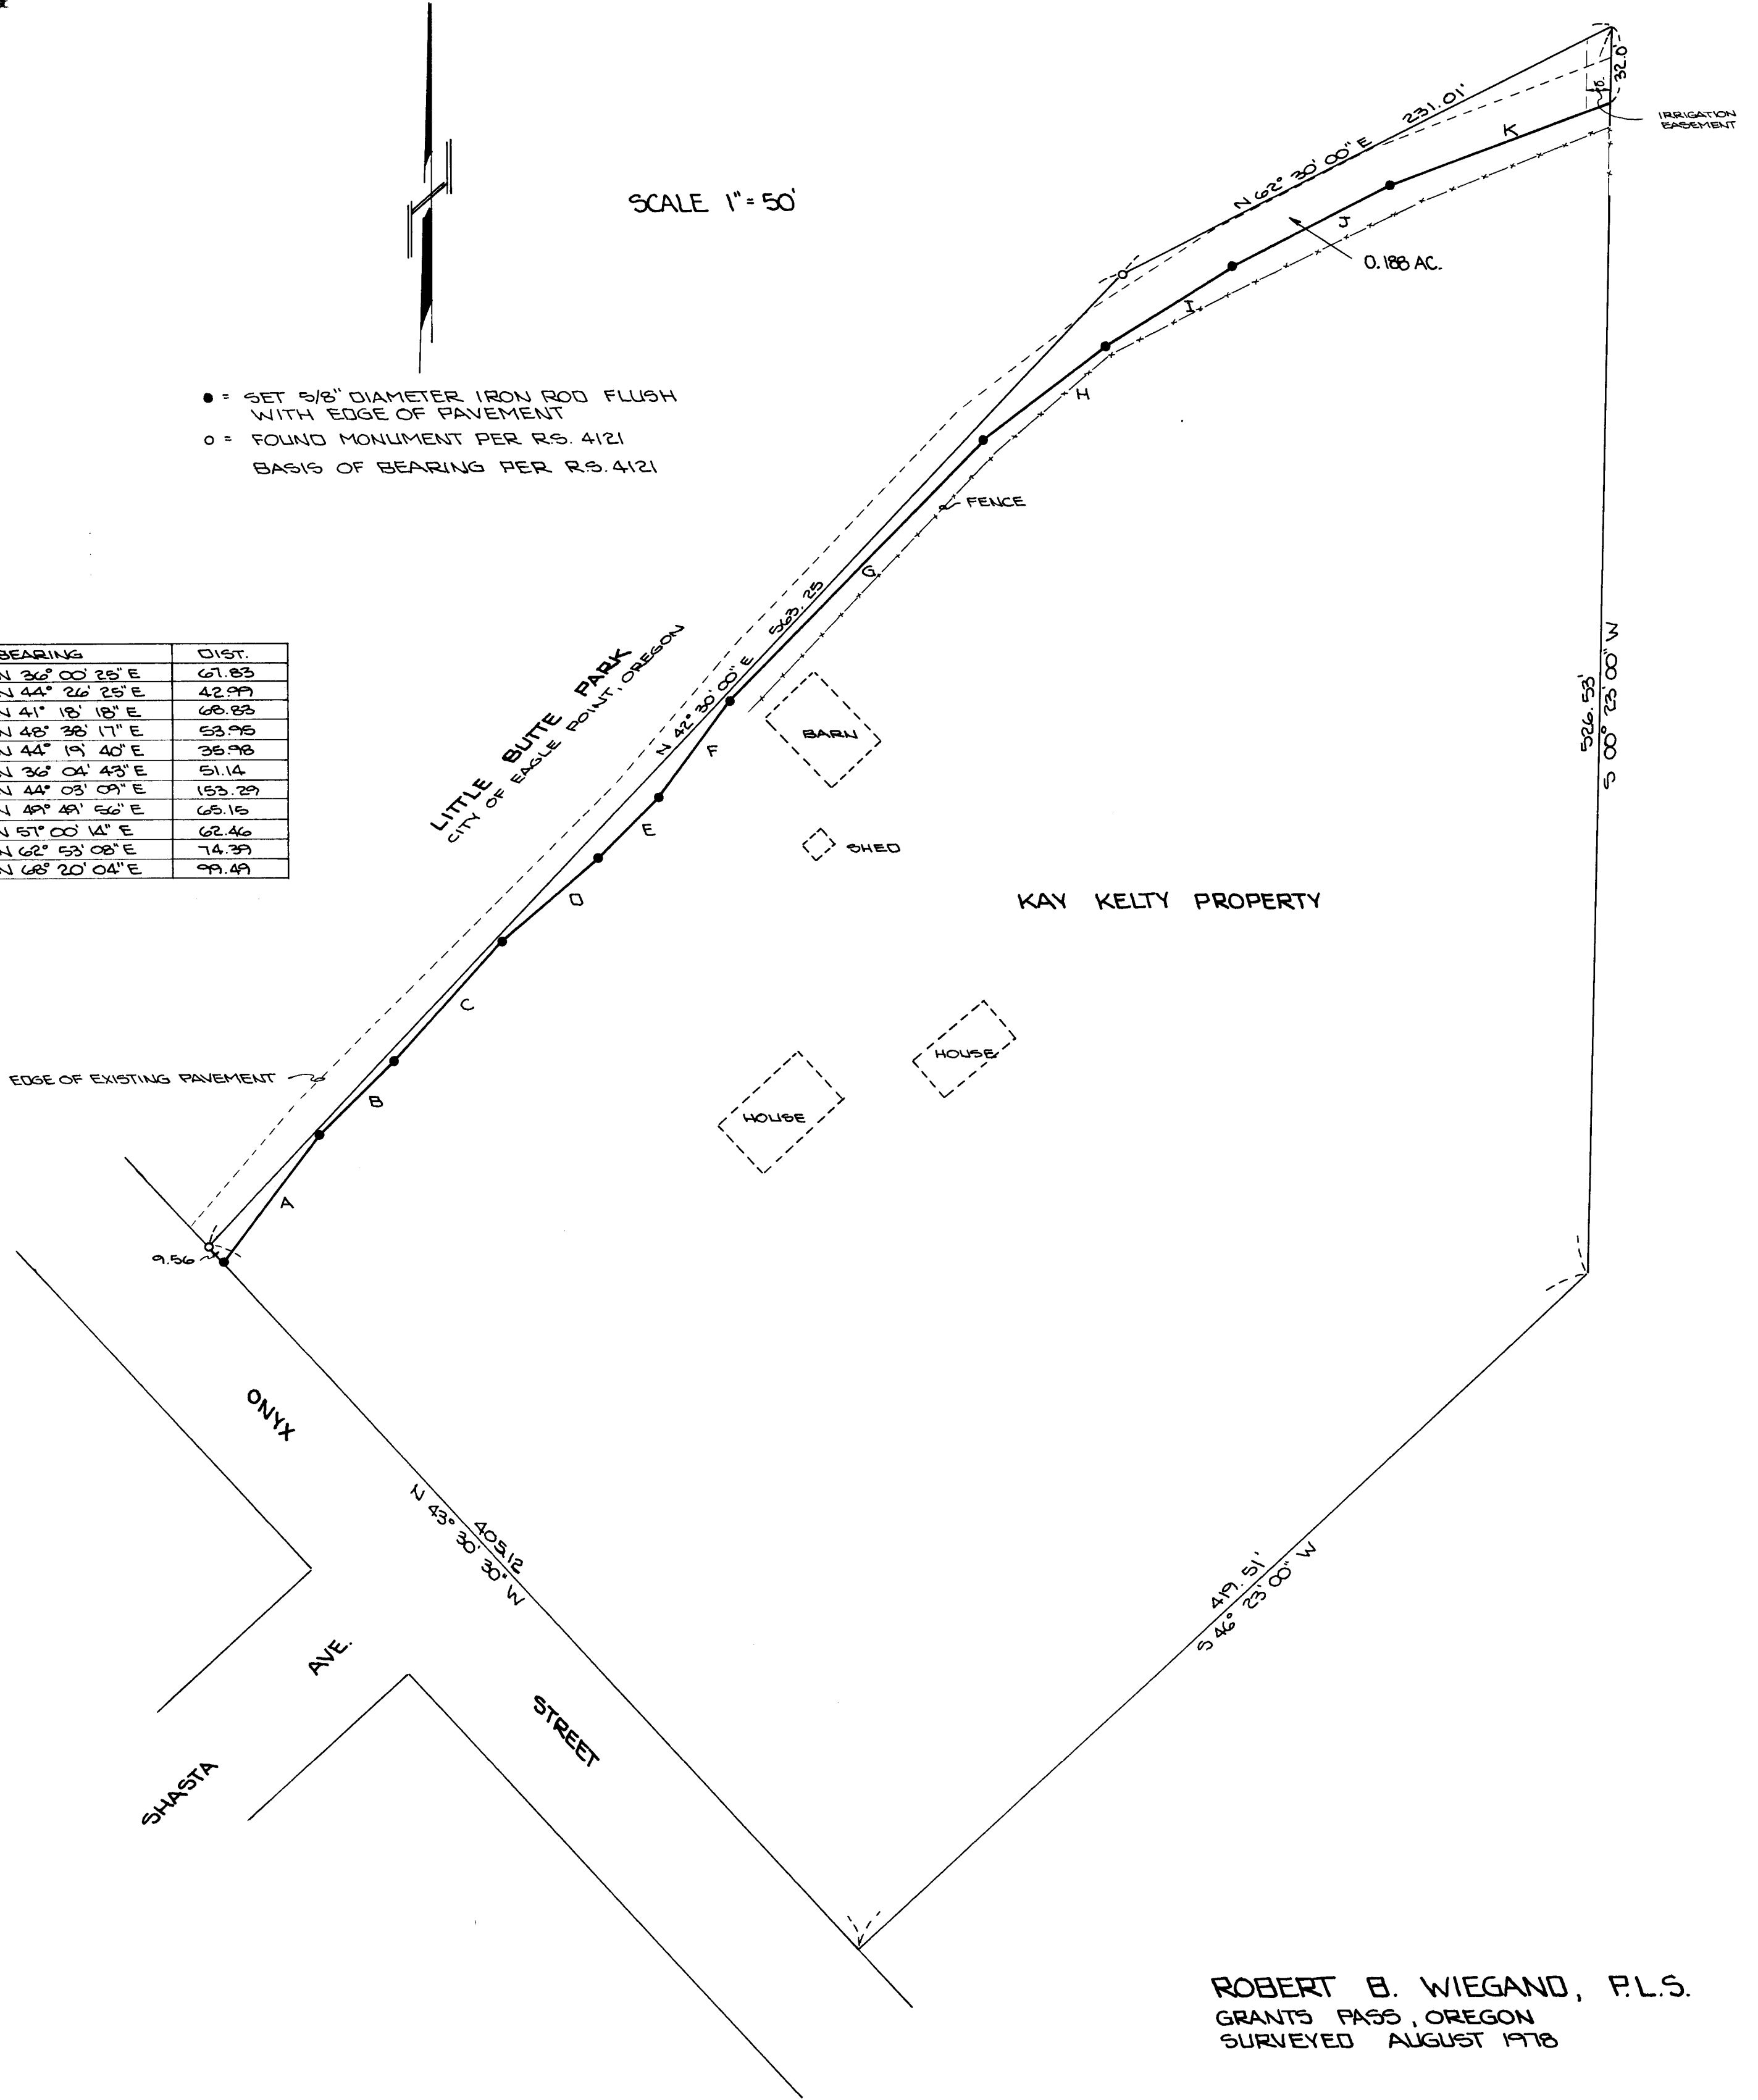 32.0'
15.
IRRIGATION
EASEMENT
231.01'
N 62° 30' 00" E
K
J
0.188 AC.
I
H
SCALE 1" = 50'
● = SET 5/8" DIAMETER IRON ROD FLUSH
WITH EDGE OF PAVEMENT
○ = FOUND MONUMENT PER R.S. 4121
BASIS OF BEARING PER R.S. 4121
FENCE
G
563.25
N 42° 30' 00" E
LITTLE BUTTE PARK
CITY OF EAGLE POINT, OREGON
BEARING DIST.
N 36° 00' 25" E 67.83
N 44° 26' 25" E 42.99
N 41° 18' 18" E 68.83
N 48° 38' 17" E 53.95
N 44° 19' 40" E 35.98
N 36° 04' 43" E 51.14
N 44° 03' 09" E 153.29
N 49° 49' 56" E 65.15
N 57° 00' 14" E 62.46
N 62° 53' 08" E 74.39
N 68° 20' 04" E 99.49
526.53'
S 00° 23' 00" W
BARN
F
E
SHED
D
KAY KELTY PROPERTY
C
HOUSE
HOUSE
EDGE OF EXISTING PAVEMENT
B
A
9.56
ONYX
STREET
405.12
N 43° 30' 30" W
419.51'
S 46° 23' 00" W
AVE.
SHASTA
ROBERT B. WIEGAND, P.L.S.
GRANTS PASS, OREGON
SURVEYED AUGUST 1978